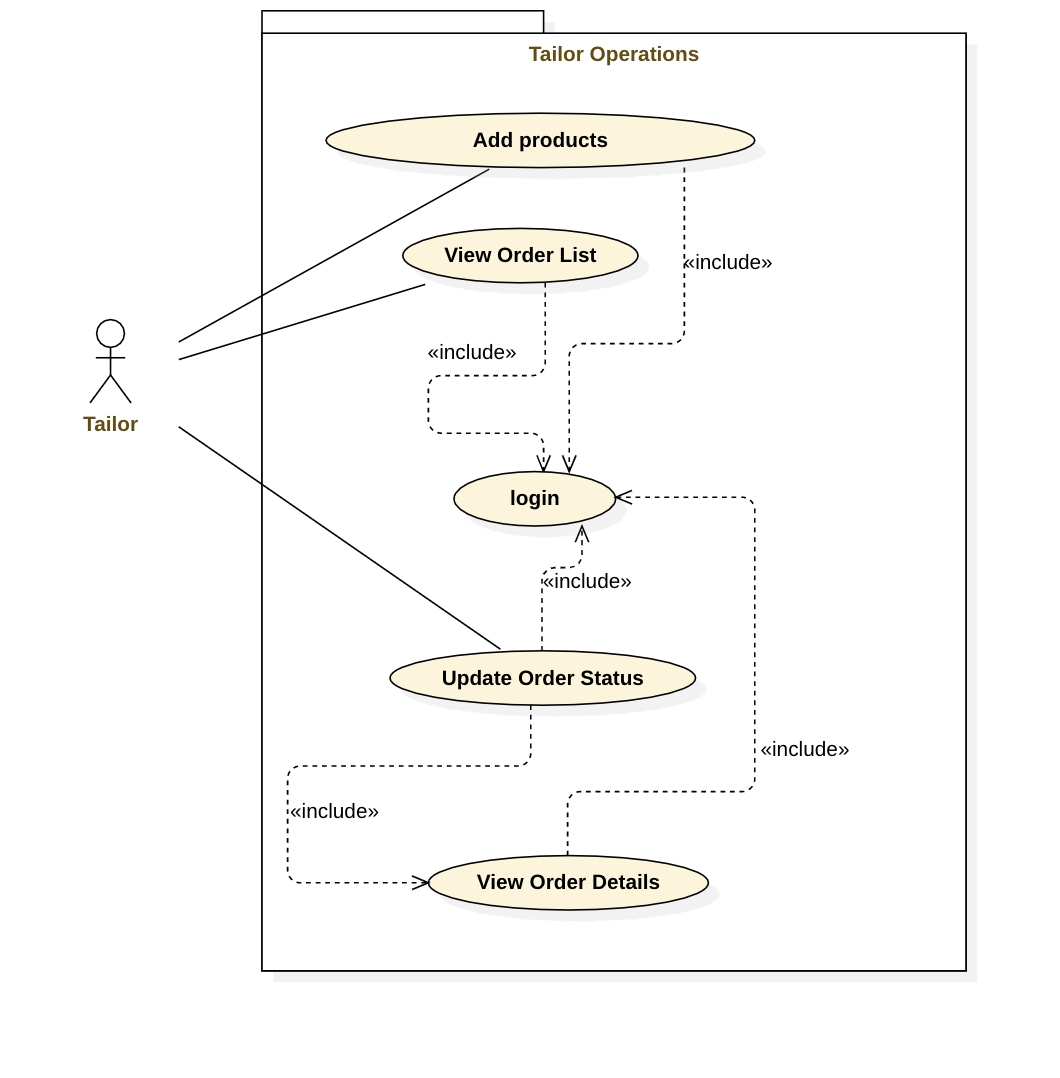 Tailor Operations
Add products
View Order List
«include»
«include»
Tailor
login
«include»
Update Order Status
«include»
«include»
View Order Details